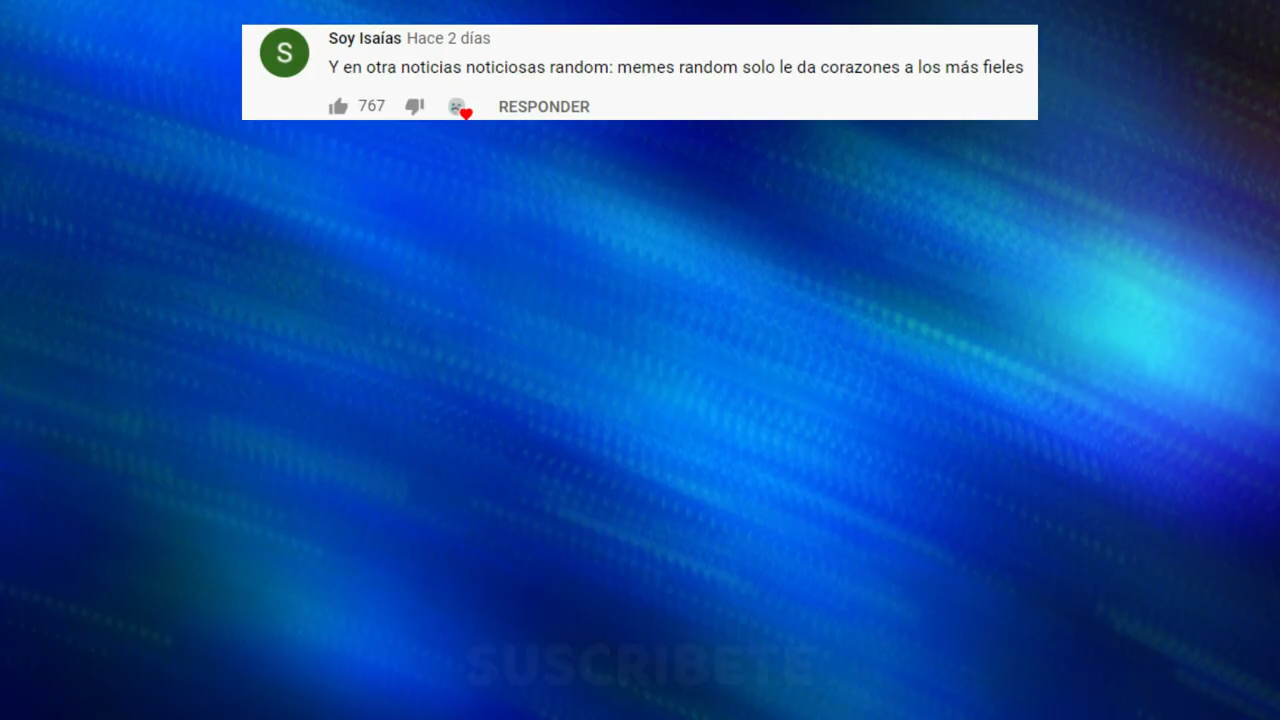 S
Soy Isaías Hace 2 días
Y en otra noticias noticiosas random: memes random solo le da corazones a los más fieles
767 RESPONDER
SUSCRIBETE